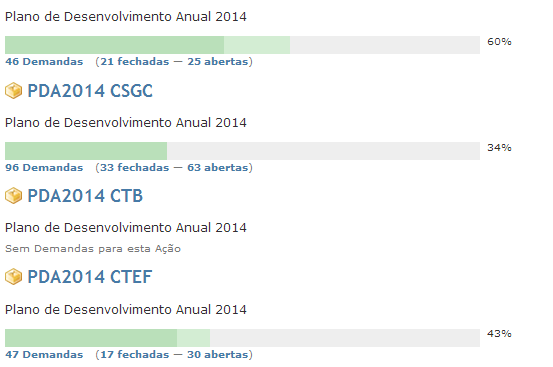 Plano de Desenvolvimento Anual 2014
60%
46 Demandas (21 fechadas — 25 abertas)
PDA2014 CSGC
Plano de Desenvolvimento Anual 2014
34%
96 Demandas (33 fechadas — 63 abertas)
PDA2014 CTB
Plano de Desenvolvimento Anual 2014
Sem Demandas para esta Ação
PDA2014 CTEF
Plano de Desenvolvimento Anual 2014
43%
47 Demandas (17 fechadas — 30 abertas)